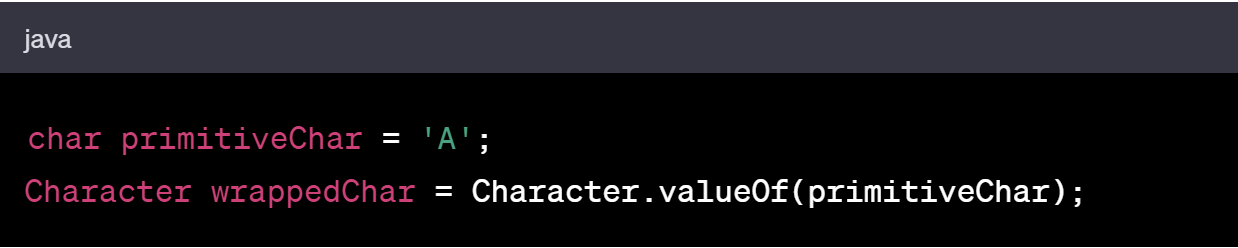 java
char primitiveChar = 'A';
Character wrappedChar = Character.valueOf(primitiveChar);